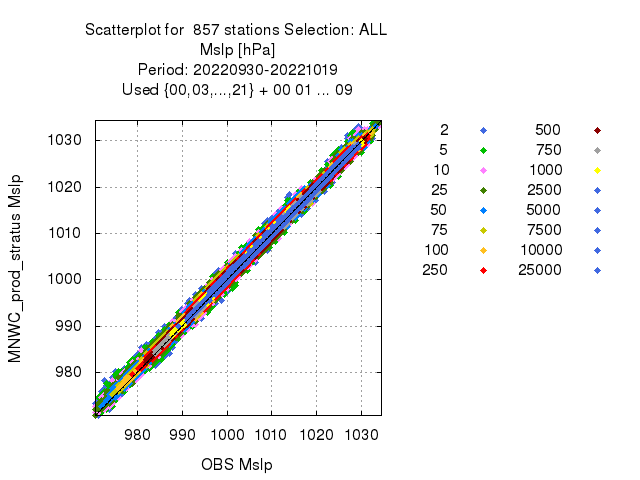 Scatterplot for 857 stations Selection: ALL
Mslp [hPa]
Period: 20220930-20221019
Used {00,03,...,21} + 00 01 ... 09
MNWC_prod_stratus Mslp
1030
1020
1010
1000
990
980
980 990 1000 1010 1020 1030
OBS Mslp
2 500
5 750
10 1000
25 2500
50 5000
75 7500
100 10000
250 25000